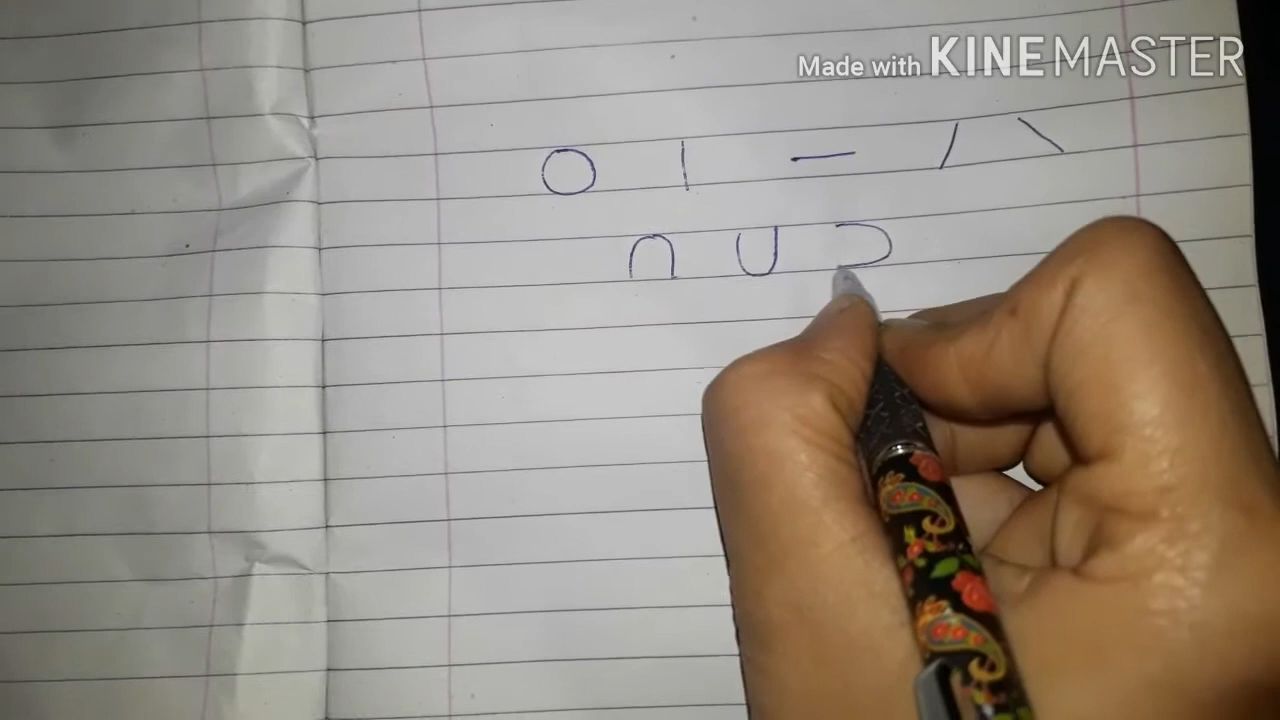 Made with KINEMASTER
O | — / \
∩ U ⊃